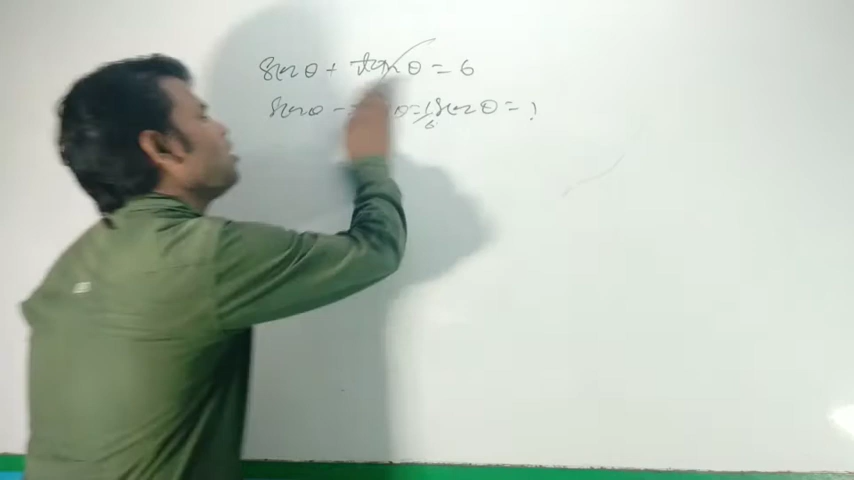 secθ + tanθ = 6
secθ - θ = 1/6 secθ = ?